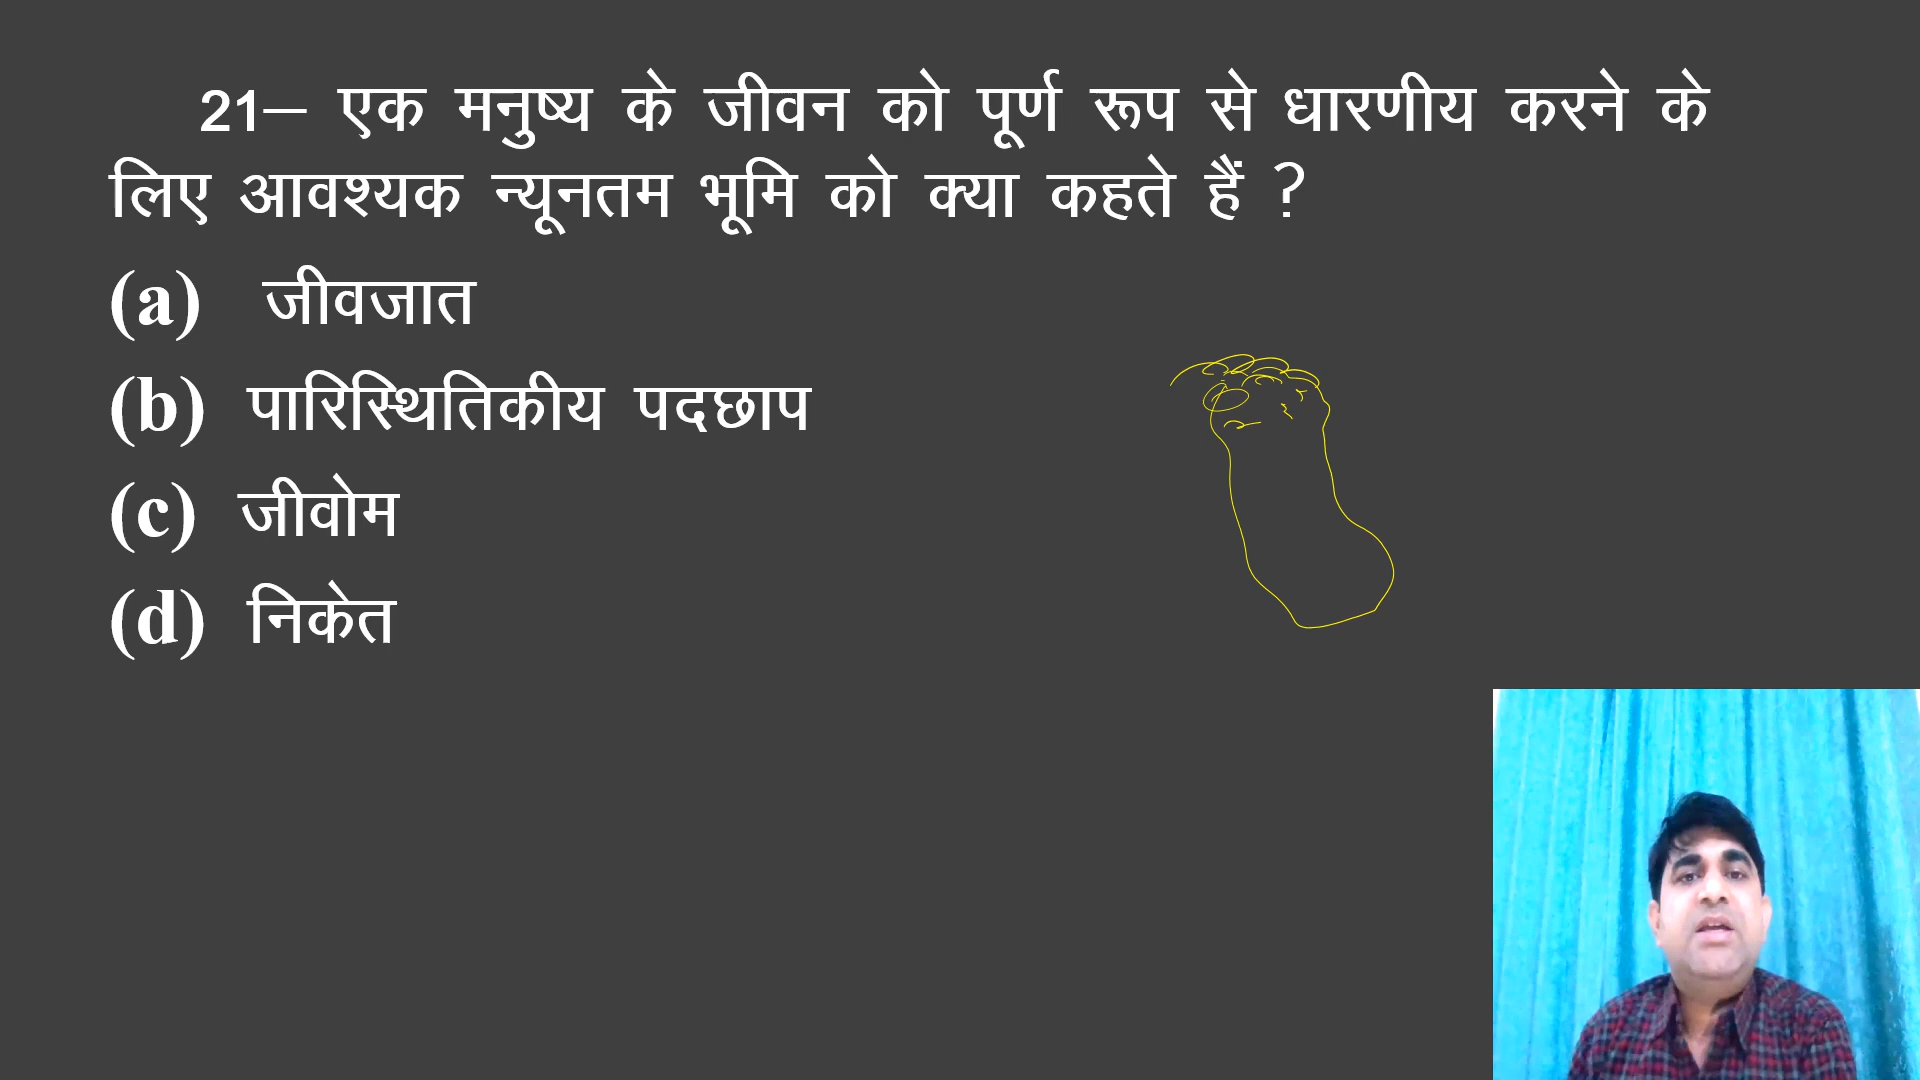 21– एक मनुष्य के जीवन को पूर्ण रूप से धारणीय करने के
लिए आवश्यक न्यूनतम भूमि को क्या कहते हैं ?
(a) जीवजात
(b) पारिस्थितिकीय पदछाप
(c) जीवोम
(d) निकेत